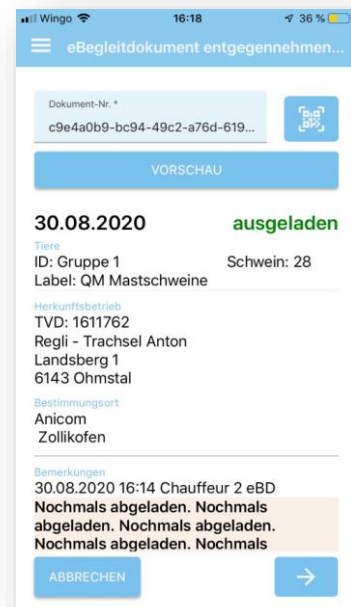 Wingo 16:18 36 %
eBegleitdokument entgegennehmen...
Dokument-Nr. *
c9e4a0b9-bc94-49c2-a76d-619...
VORSCHAU
30.08.2020 ausgeladen
Tiere
ID: Gruppe 1 Schwein: 28
Label: QM Mastschweine
Herkunftsbetrieb
TVD: 1611762
Regli - Trachsel Anton
Landsberg 1
6143 Ohmstal
Bestimmungsort
Anicom
Zollikofen
Bemerkungen
30.08.2020 16:14 Chauffeur 2 eBD
Nochmals abgeladen. Nochmals
abgeladen. Nochmals abgeladen.
Nochmals abgeladen. Nochmals
ABBRECHEN